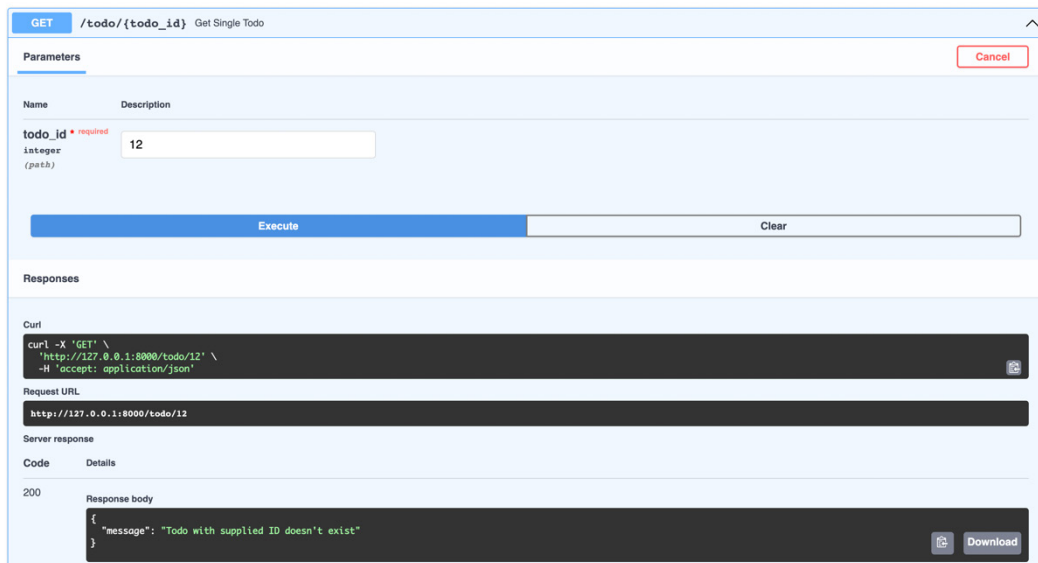 GET /todo/{todo_id} Get Single Todo
Parameters Cancel
Name Description
todo_id * required
integer
(path)
12
Execute Clear
Responses
Curl
curl -X 'GET' \
'http://127.0.0.1:8000/todo/12' \
-H 'accept: application/json'
Request URL
http://127.0.0.1:8000/todo/12
Server response
Code Details
200
Response body
{
"message": "Todo with supplied ID doesn't exist"
}
Download